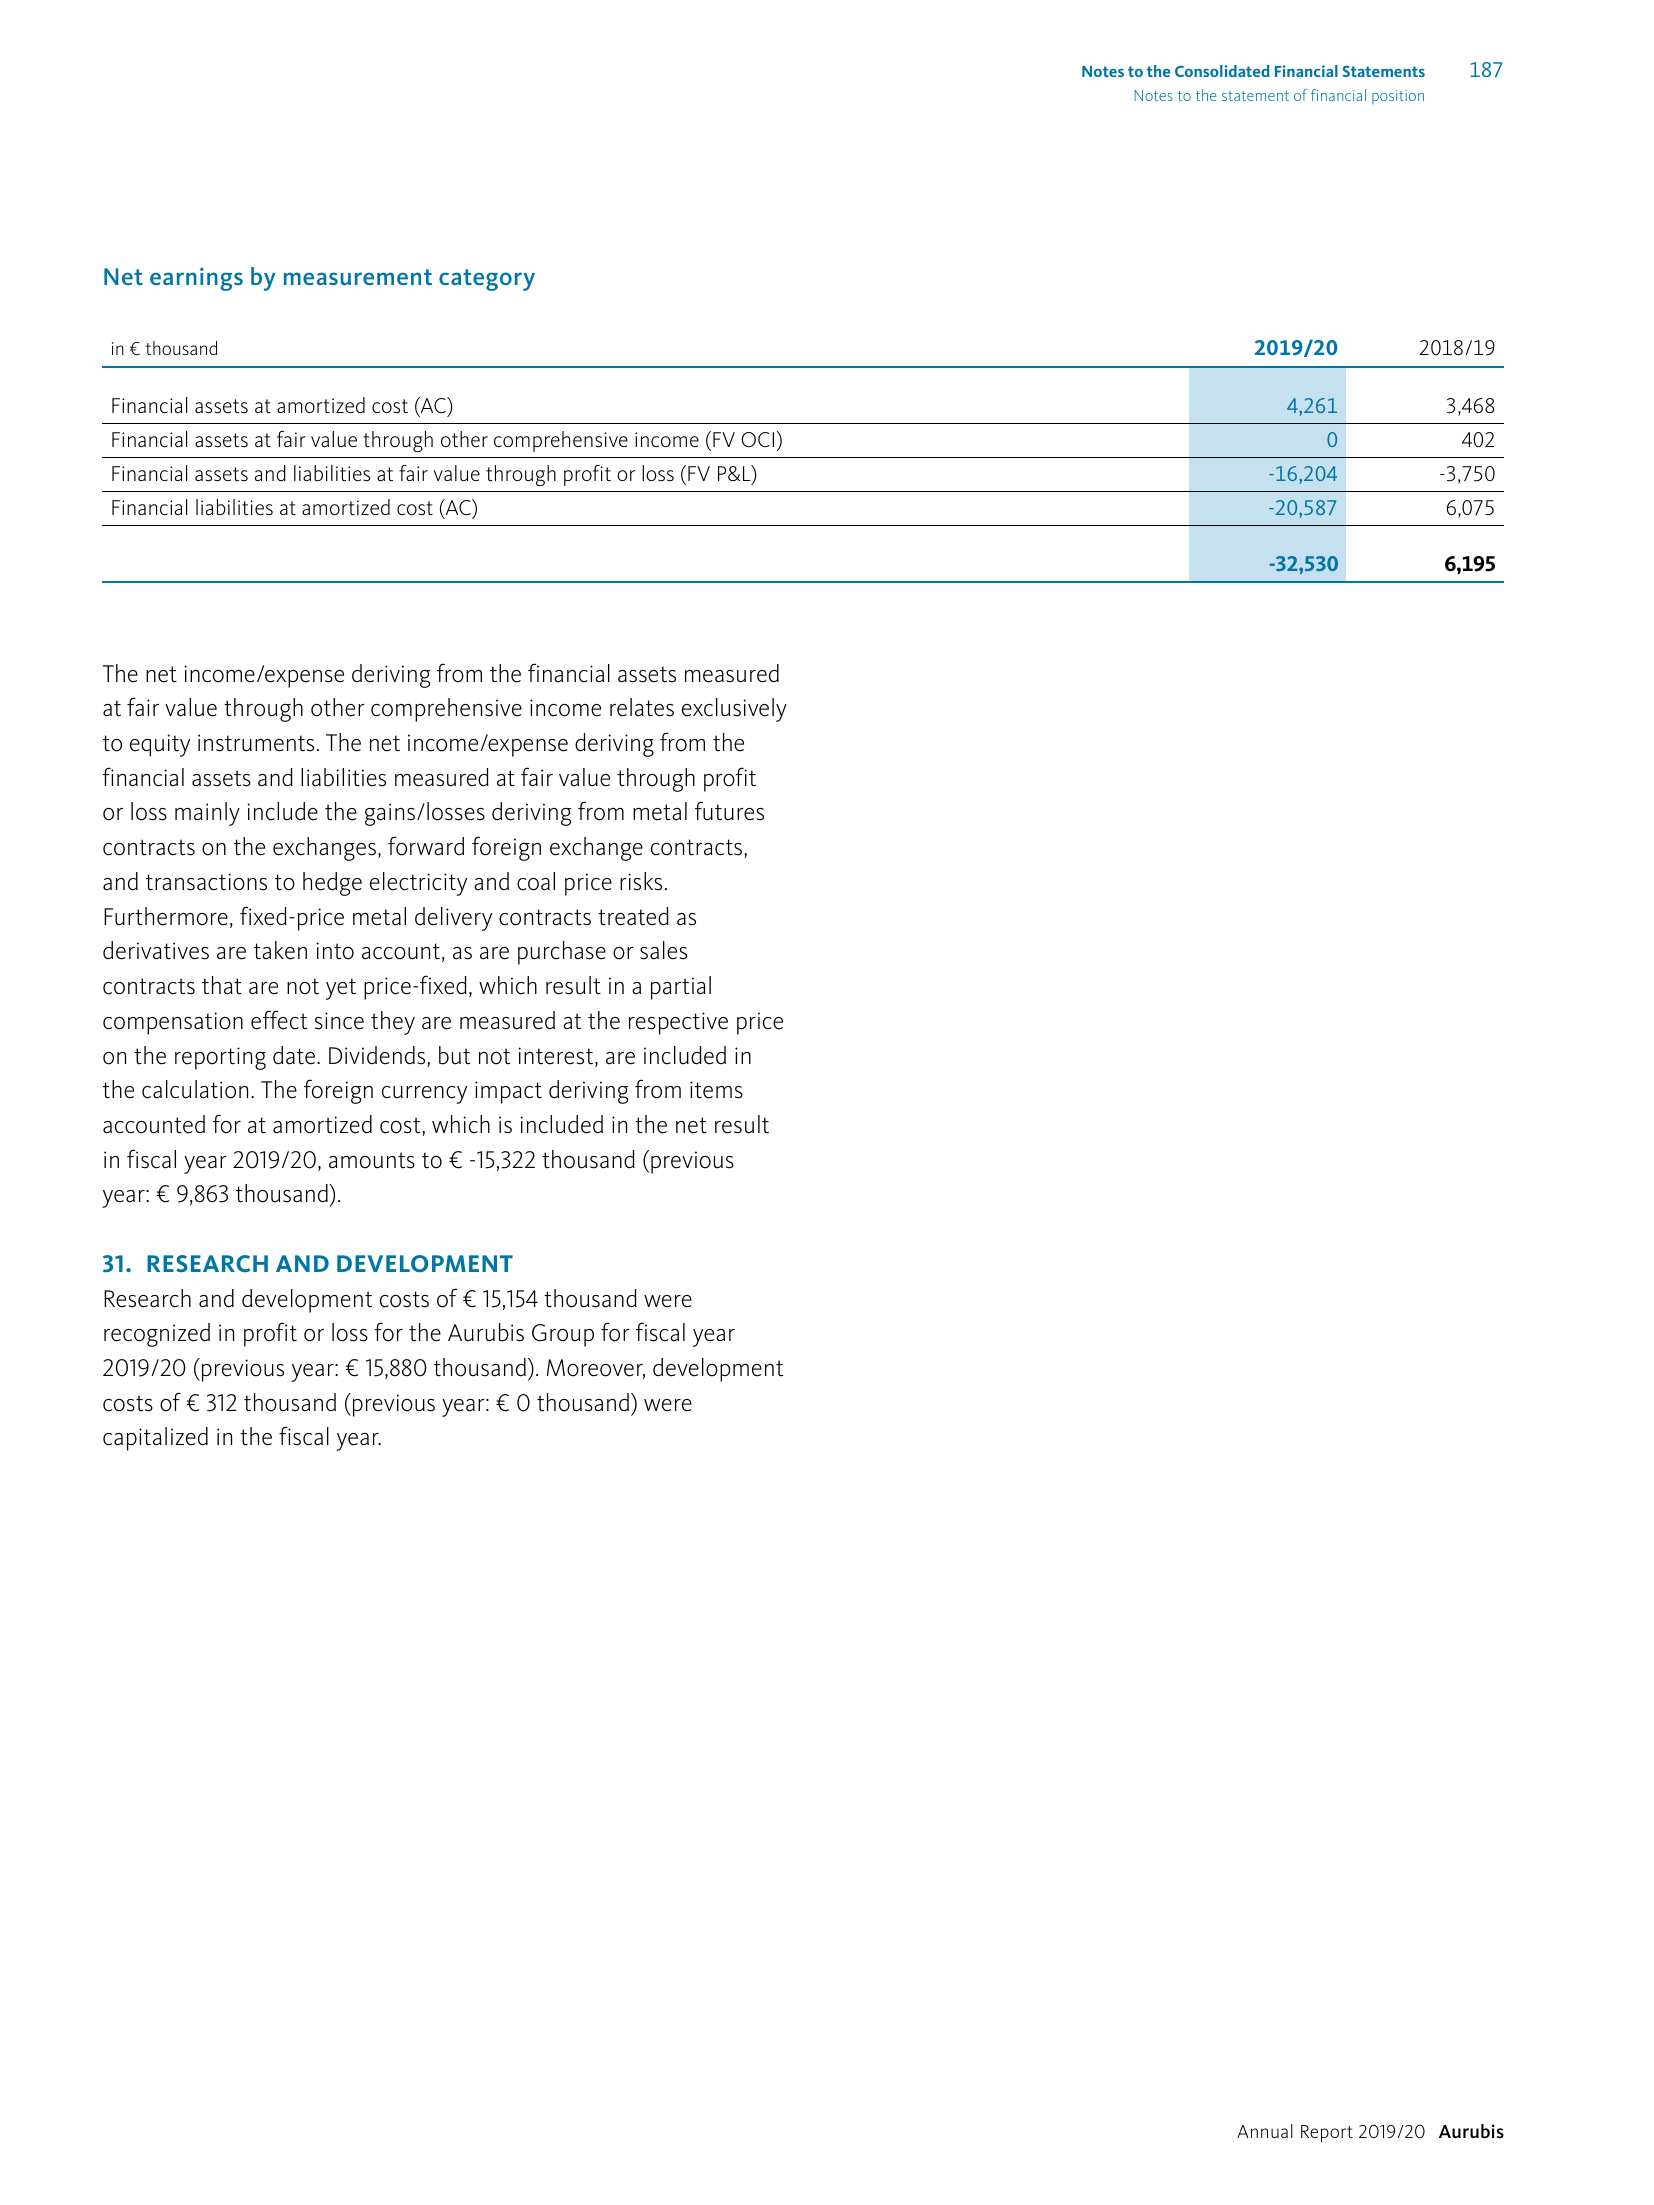 Notes to the Consolidated Financial Statements 187
Notes to the statement of financial position
Net earnings by measurement category
in € thousand 2019/20 2018/19
Financial assets at amortized cost (AC) 4,261 3,468
Financial assets at fair value through other comprehensive income (FV OCI) 0 402
Financial assets and liabilities at fair value through profit or loss (FV P&L) -16,204 -3,750
Financial liabilities at amortized cost (AC) -20,587 6,075
-32,530 6,195
The net income/expense deriving from the financial assets measured
at fair value through other comprehensive income relates exclusively
to equity instruments. The net income/expense deriving from the
financial assets and liabilities measured at fair value through profit
or loss mainly include the gains/losses deriving from metal futures
contracts on the exchanges, forward foreign exchange contracts,
and transactions to hedge electricity and coal price risks.
Furthermore, fixed-price metal delivery contracts treated as
derivatives are taken into account, as are purchase or sales
contracts that are not yet price-fixed, which result in a partial
compensation effect since they are measured at the respective price
on the reporting date. Dividends, but not interest, are included in
the calculation. The foreign currency impact deriving from items
accounted for at amortized cost, which is included in the net result
in fiscal year 2019/20, amounts to € -15,322 thousand (previous
year: € 9,863 thousand).
31. RESEARCH AND DEVELOPMENT
Research and development costs of € 15,154 thousand were
recognized in profit or loss for the Aurubis Group for fiscal year
2019/20 (previous year: € 15,880 thousand). Moreover, development
costs of € 312 thousand (previous year: € 0 thousand) were
capitalized in the fiscal year.
Annual Report 2019/20 Aurubis